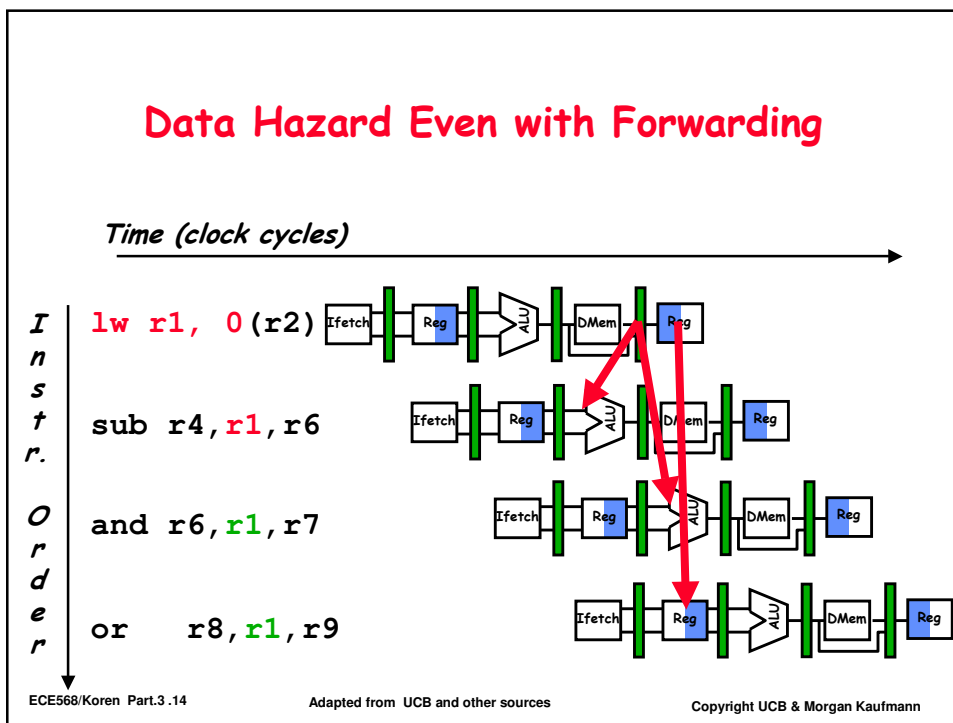 Data Hazard Even with Forwarding
Time (clock cycles)
Instr. Order
lw r1, 0(r2)
Ifetch Reg ALU DMem Reg
sub r4,r1,r6
Ifetch Reg ALU DMem Reg
and r6,r1,r7
Ifetch Reg ALU DMem Reg
or r8,r1,r9
Ifetch Reg ALU DMem Reg
ECE568/Koren Part.3 .14
Adapted from UCB and other sources
Copyright UCB & Morgan Kaufmann